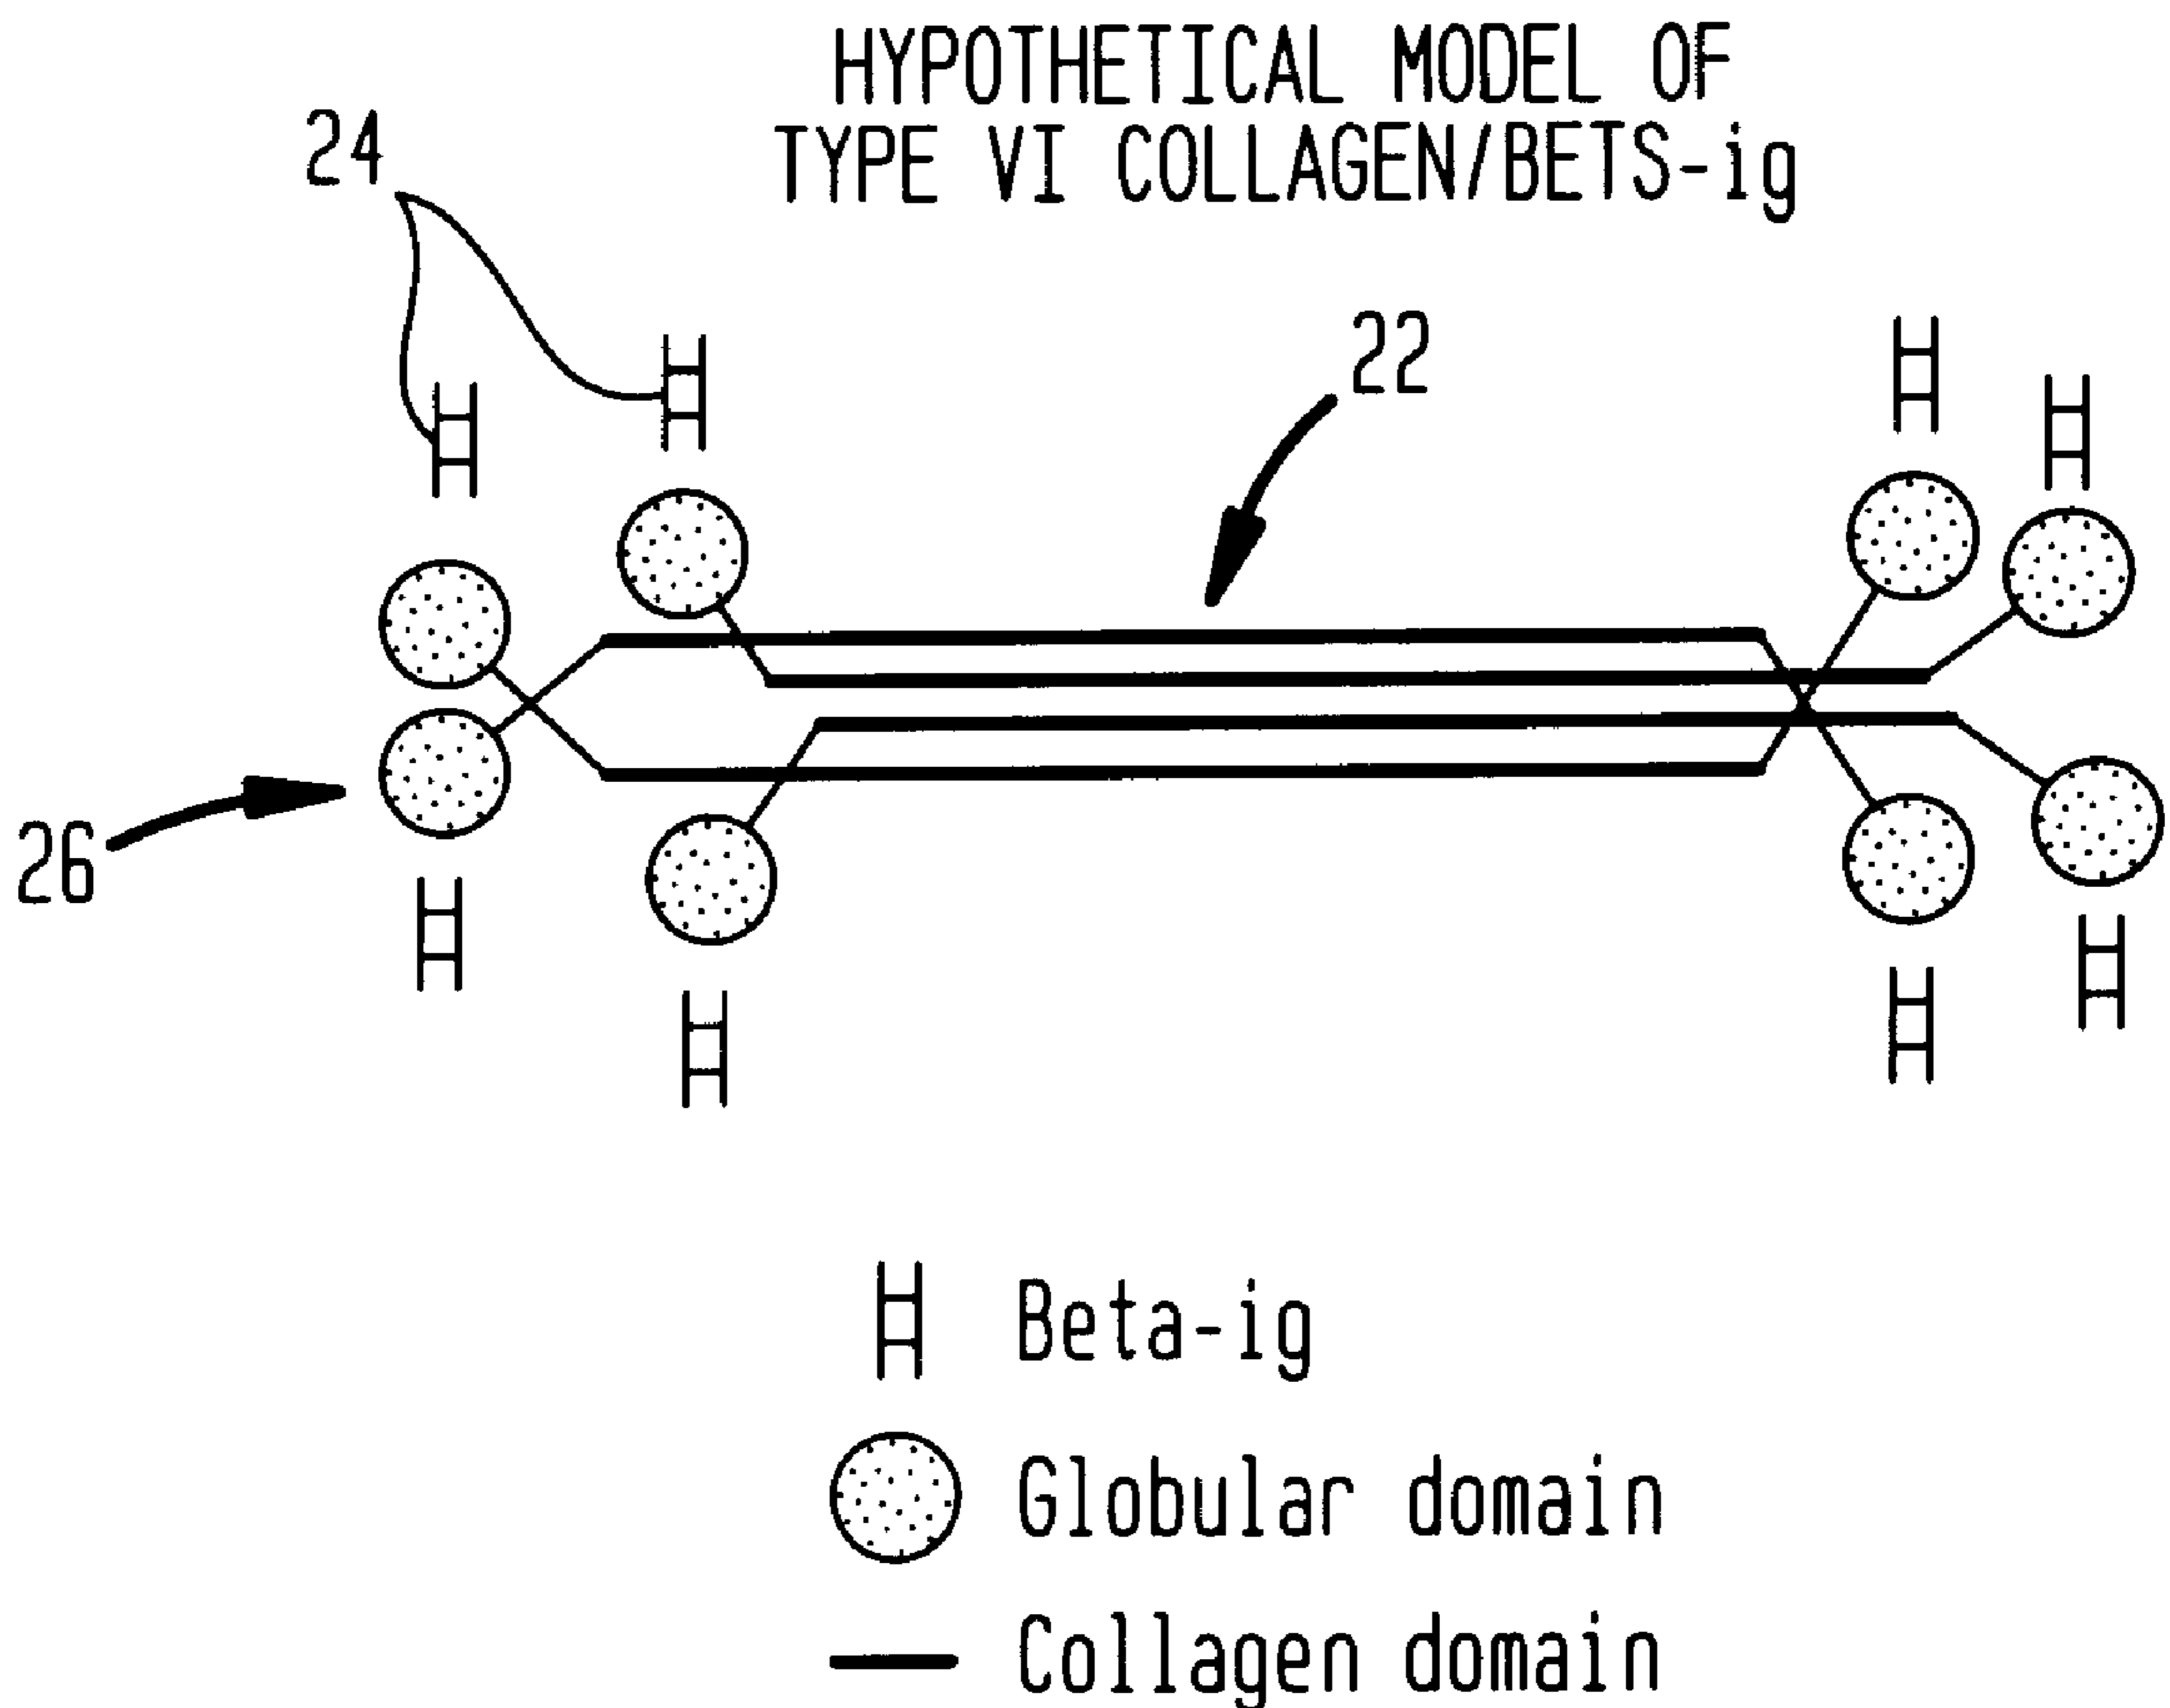 HYPOTHETICAL MODEL OF
TYPE VI COLLAGEN/BETS-ig
24
22
26
Beta-ig
Globular domain
Collagen domain